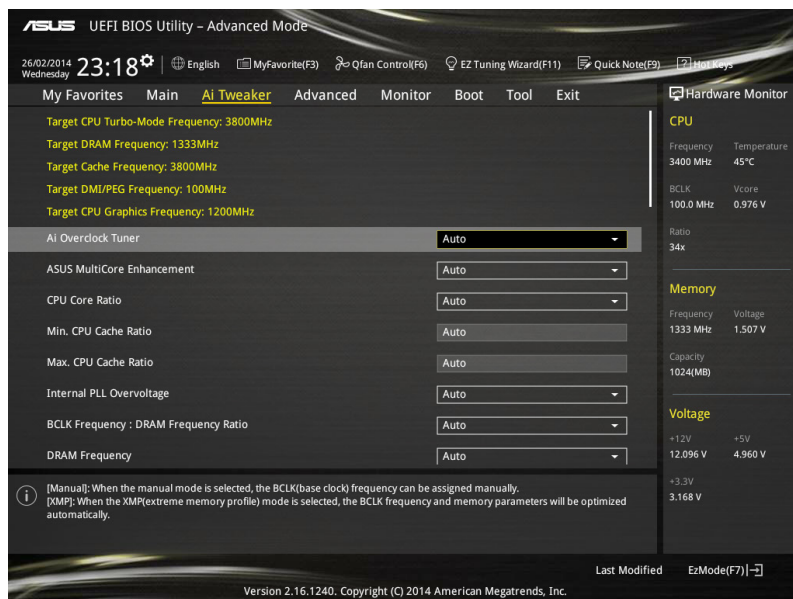 ASUS UEFI BIOS Utility – Advanced Mode
26/02/2014
Wednesday
23:18
English
MyFavorite(F3)
Qfan Control(F6)
EZ Tuning Wizard(F11)
Quick Note(F9)
Hot Keys
My Favorites
Main
Ai Tweaker
Advanced
Monitor
Boot
Tool
Exit
Target CPU Turbo-Mode Frequency: 3800MHz
Target DRAM Frequency: 1333MHz
Target Cache Frequency: 3800MHz
Target DMI/PEG Frequency: 100MHz
Target CPU Graphics Frequency: 1200MHz
Ai Overclock Tuner Auto
ASUS MultiCore Enhancement Auto
CPU Core Ratio Auto
Min. CPU Cache Ratio Auto
Max. CPU Cache Ratio Auto
Internal PLL Overvoltage Auto
BCLK Frequency : DRAM Frequency Ratio Auto
DRAM Frequency Auto
[Manual]: When the manual mode is selected, the BCLK(base clock) frequency can be assigned manually.
[XMP]: When the XMP(extreme memory profile) mode is selected, the BCLK frequency and memory parameters will be optimized
automatically.
Hardware Monitor
CPU
Frequency Temperature
3400 MHz 45°C
BCLK Vcore
100.0 MHz 0.976 V
Ratio
34x
Memory
Frequency Voltage
1333 MHz 1.507 V
Capacity
1024(MB)
Voltage
+12V +5V
12.096 V 4.960 V
+3.3V
3.168 V
Last Modified
EzMode(F7)
Version 2.16.1240. Copyright (C) 2014 American Megatrends, Inc.